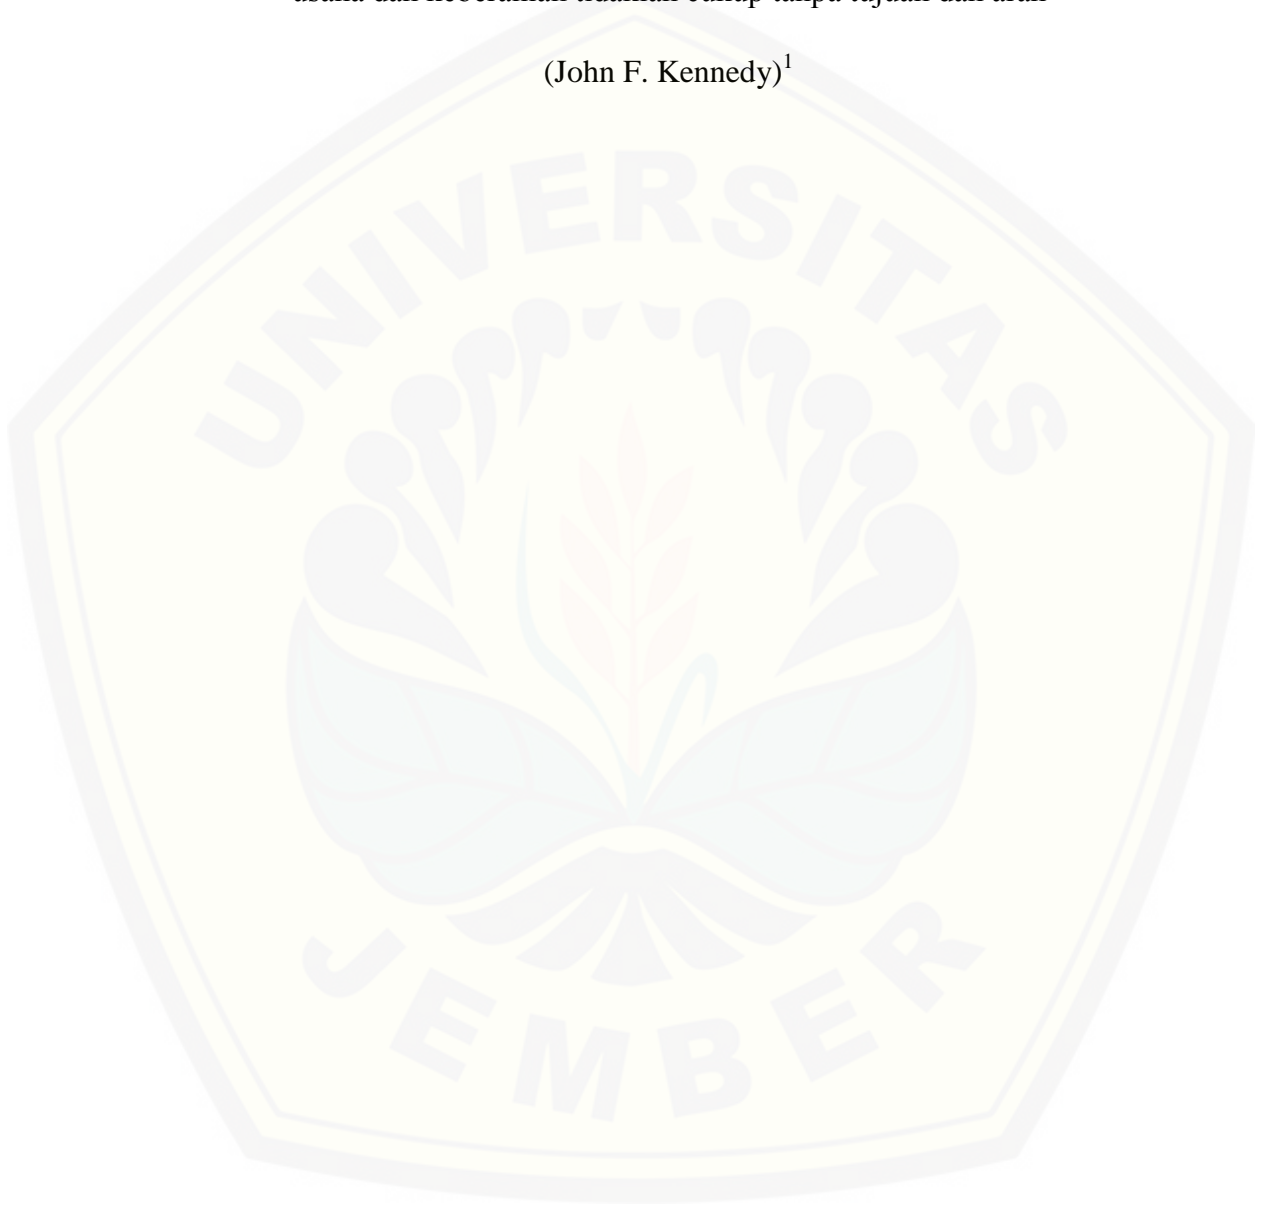 usaha dan keberanian tidaklah cukup tanpa tujuan dan arah
(John F. Kennedy)¹
UNIVERSITAS
JEMBER